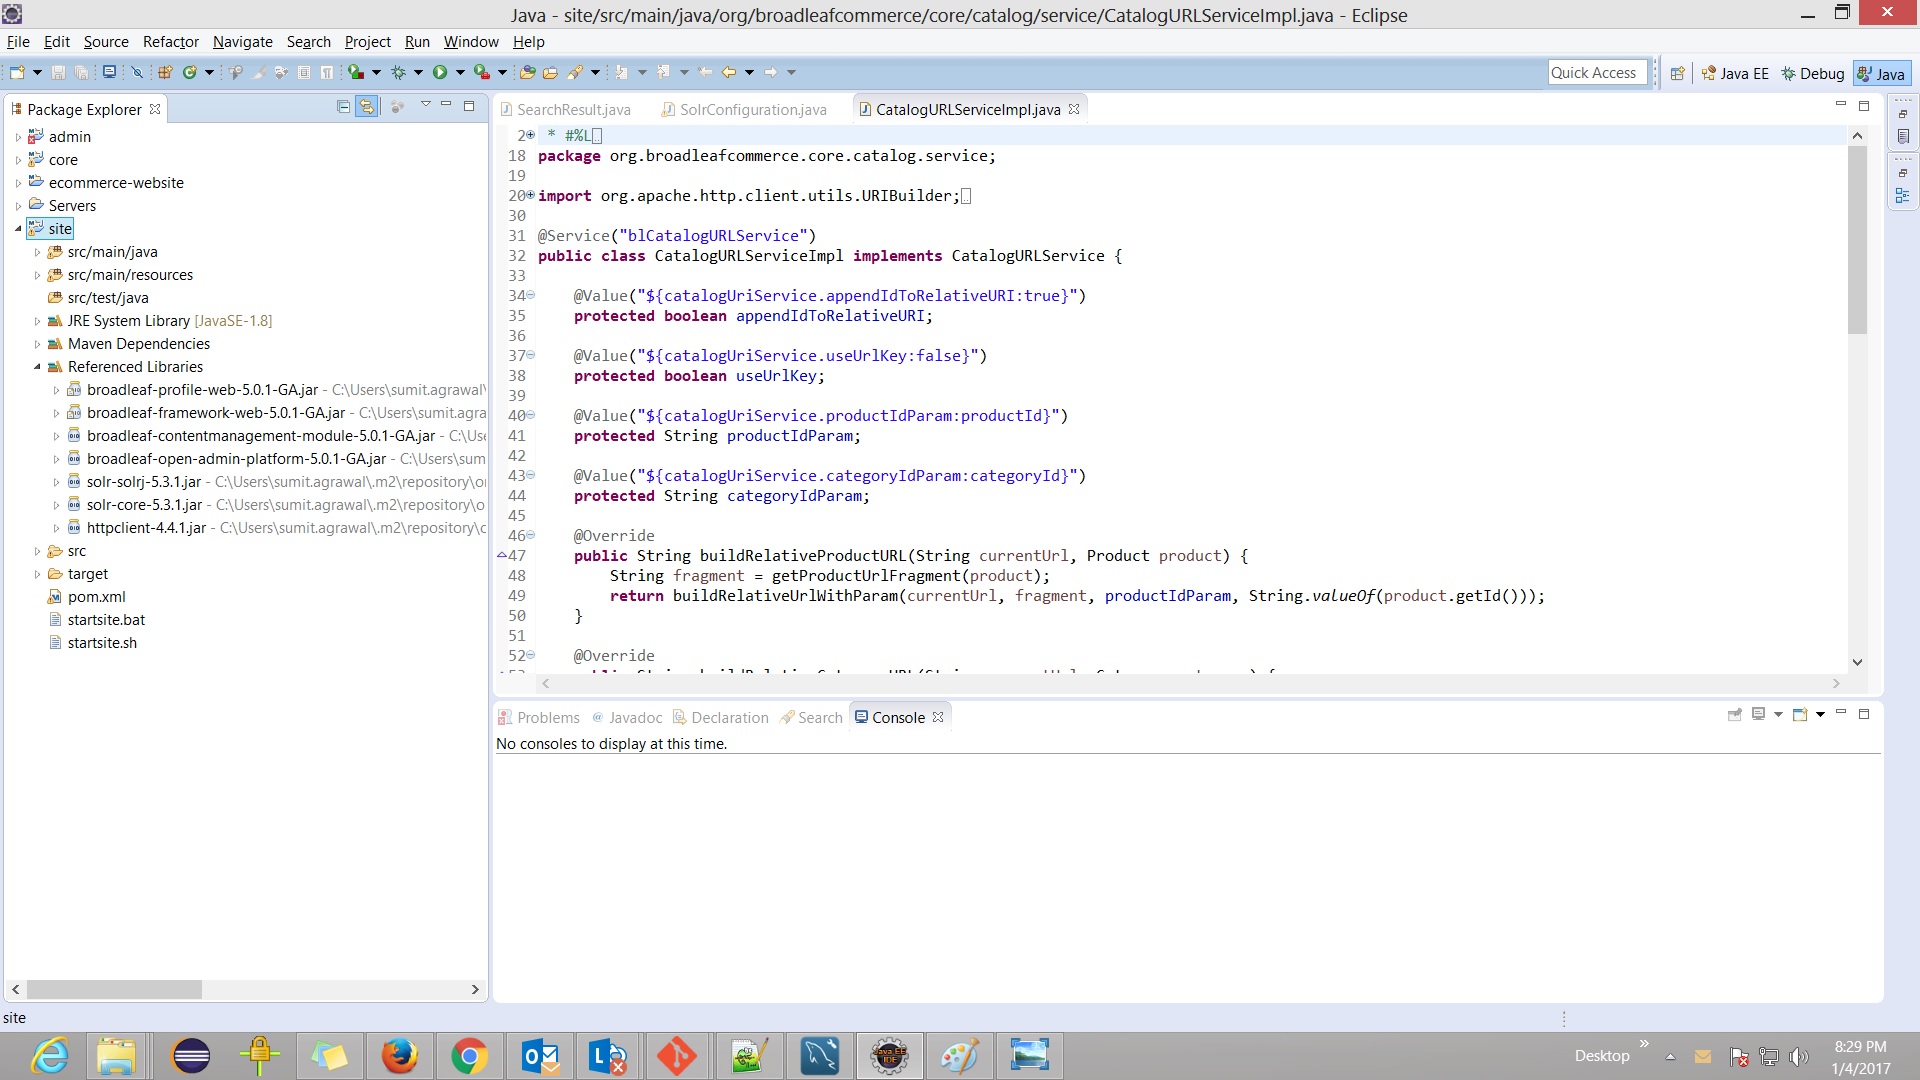 Java - site/src/main/java/org/broadleafcommerce/core/catalog/service/CatalogURLServiceImpl.java - Eclipse
File Edit Source Refactor Navigate Search Project Run Window Help
Quick Access Java EE Debug Java
Package Explorer
admin
core
ecommerce-website
Servers
site
src/main/java
src/main/resources
src/test/java
JRE System Library [JavaSE-1.8]
Maven Dependencies
Referenced Libraries
broadleaf-profile-web-5.0.1-GA.jar - C:\Users\sumit.agrawal\
broadleaf-framework-web-5.0.1-GA.jar - C:\Users\sumit.agra
broadleaf-contentmanagement-module-5.0.1-GA.jar - C:\Use
broadleaf-open-admin-platform-5.0.1-GA.jar - C:\Users\sum
solr-solrj-5.3.1.jar - C:\Users\sumit.agrawal\.m2\repository\o
solr-core-5.3.1.jar - C:\Users\sumit.agrawal\.m2\repository\o
httpclient-4.4.1.jar - C:\Users\sumit.agrawal\.m2\repository\c
src
target
pom.xml
startsite.bat
startsite.sh
SearchResult.java SolrConfiguration.java CatalogURLServiceImpl.java
2 * #%L
18 package org.broadleafcommerce.core.catalog.service;
19
20 import org.apache.http.client.utils.URIBuilder;
30
31 @Service("blCatalogURLService")
32 public class CatalogURLServiceImpl implements CatalogURLService {
33
34 @Value("${catalogUriService.appendIdToRelativeURI:true}")
35 protected boolean appendIdToRelativeURI;
36
37 @Value("${catalogUriService.useUrlKey:false}")
38 protected boolean useUrlKey;
39
40 @Value("${catalogUriService.productIdParam:productId}")
41 protected String productIdParam;
42
43 @Value("${catalogUriService.categoryIdParam:categoryId}")
44 protected String categoryIdParam;
45
46 @Override
47 public String buildRelativeProductURL(String currentUrl, Product product) {
48 String fragment = getProductUrlFragment(product);
49 return buildRelativeUrlWithParam(currentUrl, fragment, productIdParam, String.valueOf(product.getId()));
50 }
51
52 @Override
Problems Javadoc Declaration Search Console
No consoles to display at this time.
site
Desktop
8:29 PM
1/4/2017